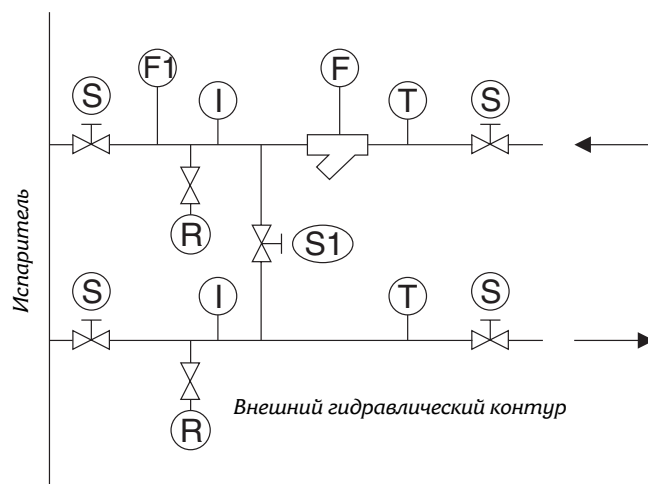 F1
F
S
I
T
S
R
S1
S
I
T
S
R
Испаритель
Внешний гидравлический контур